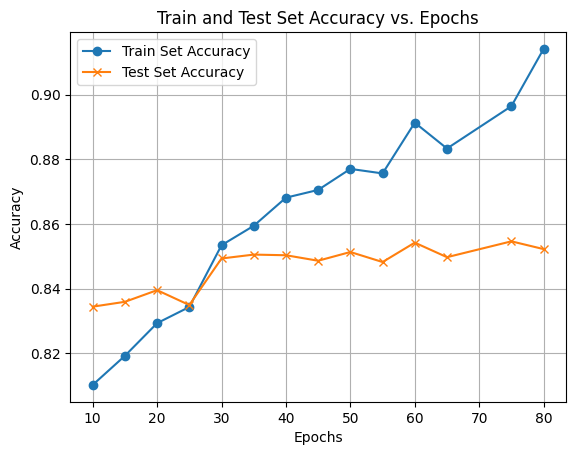 Train and Test Set Accuracy vs. Epochs
Train Set Accuracy
Test Set Accuracy
0.90
0.88
0.86
0.84
0.82
Accuracy
10 20 30 40 50 60 70 80
Epochs